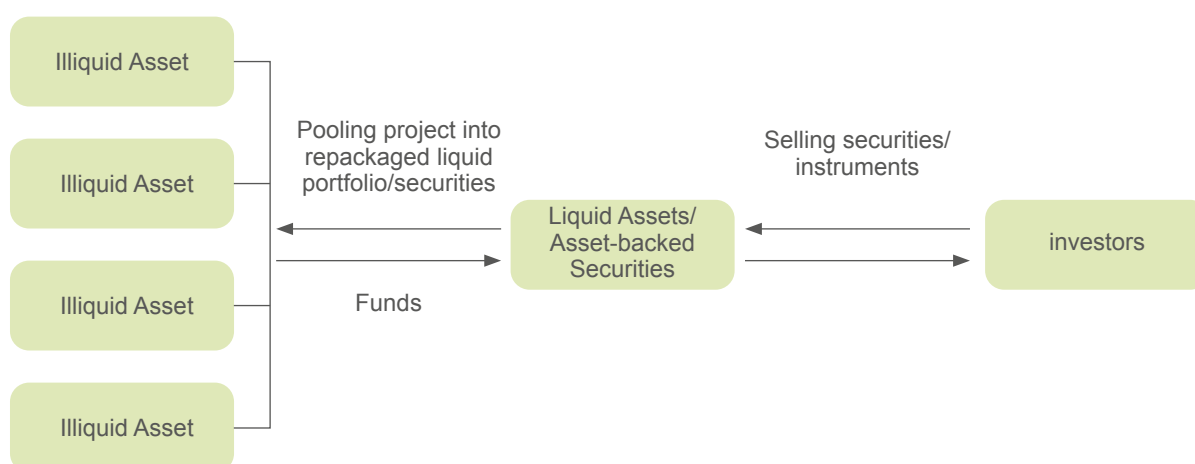 Illiquid Asset
Illiquid Asset
Illiquid Asset
Illiquid Asset
Pooling project into
repackaged liquid
portfolio/securities
Funds
Liquid Assets/
Asset-backed
Securities
Selling securities/
instruments
investors